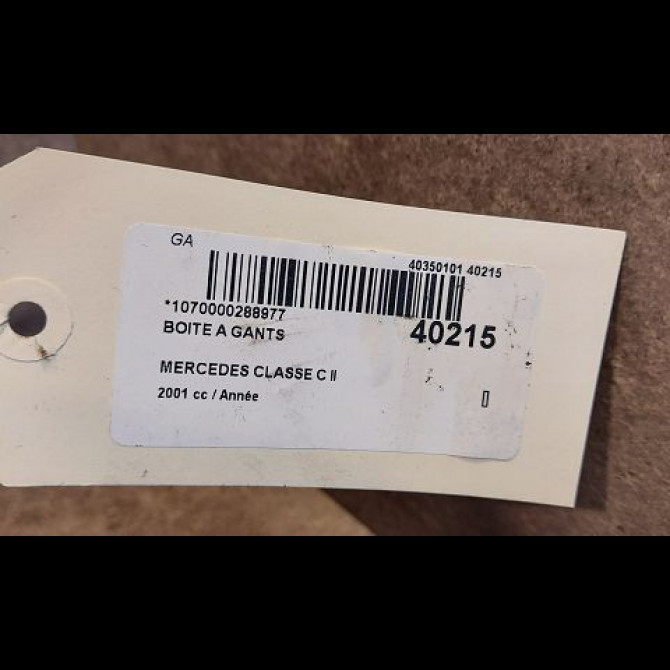 GA
40350101 40215
*1070000288977
BOITE A GANTS
40215
MERCEDES CLASSE C II
2001 cc / Année